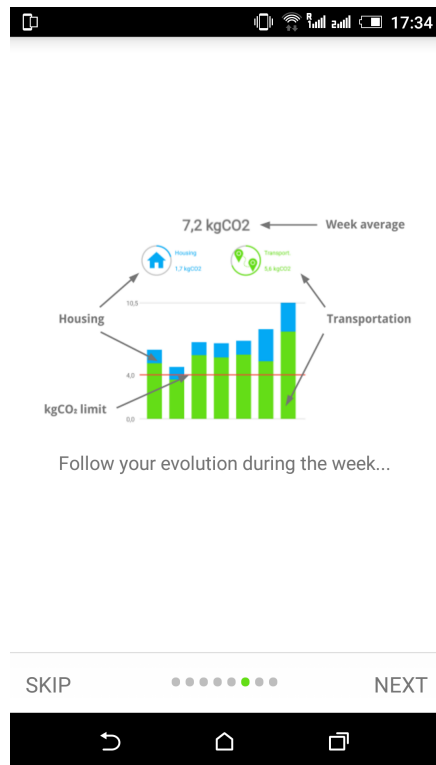 17:34
7,2 kgCO2
Week average
Housing
1,7 kgCO2
Transport.
5,6 kgCO2
10,5
Housing
Transportation
4,0
kgCO₂ limit
0,0
Follow your evolution during the week...
SKIP
NEXT